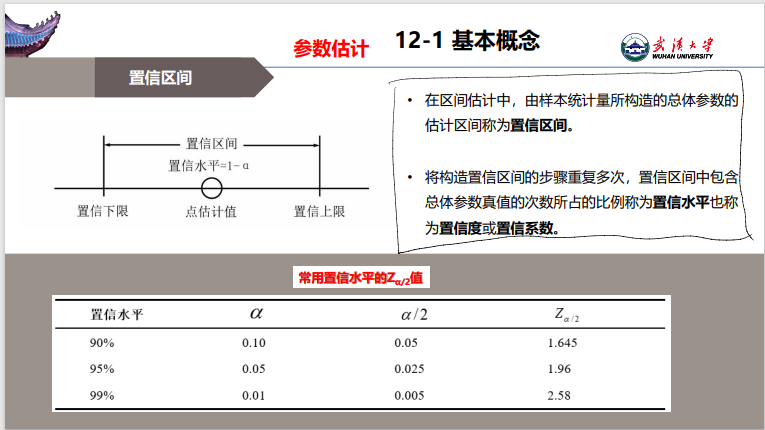 参数估计 12-1 基本概念
武汉大学
WUHAN UNIVERSITY
置信区间
置信区间
置信水平=1-α
置信下限 点估计值 置信上限
• 在区间估计中，由样本统计量所构造的总体参数的
估计区间称为置信区间。
• 将构造置信区间的步骤重复多次，置信区间中包含
总体参数真值的次数所占的比例称为置信水平也称
为置信度或置信系数。
常用置信水平的Zα/2值
置信水平 α α/2 Zα/2
90% 0.10 0.05 1.645
95% 0.05 0.025 1.96
99% 0.01 0.005 2.58